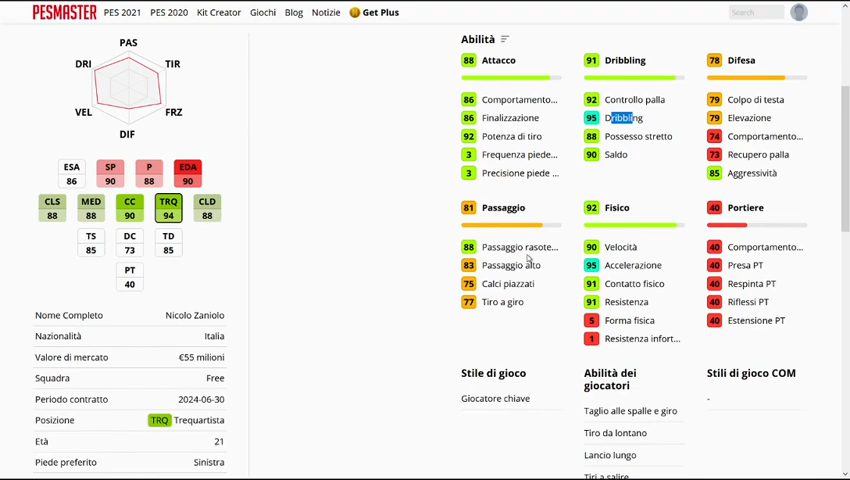 PESMASTER PES 2021 PES 2020 Kit Creator Giochi Blog Notizie Get Plus Search
PAS
DRI TIR
VEL FRZ
DIF
ESA SP P EDA
86 90 88 90
CLS MED CC TRQ CLD
88 88 90 94 88
TS DC TD
85 73 85
PT
40
Nome Completo Nicolo Zaniolo
Nazionalità Italia
Valore di mercato €55 milioni
Squadra Free
Periodo contratto 2024-06-30
Posizione TRQ Trequartista
Età 21
Piede preferito Sinistra
Abilità
88 Attacco
86 Comportamento...
86 Finalizzazione
92 Potenza di tiro
3 Frequenza piede...
3 Precisione piede ...
91 Dribbling
92 Controllo palla
95 Dribbling
88 Possesso stretto
90 Saldo
78 Difesa
79 Colpo di testa
79 Elevazione
74 Comportamento...
73 Recupero palla
85 Aggressività
81 Passaggio
88 Passaggio rasote...
83 Passaggio alto
75 Calci piazzati
77 Tiro a giro
92 Fisico
90 Velocità
95 Accelerazione
91 Contatto fisico
91 Resistenza
5 Forma fisica
1 Resistenza infort...
40 Portiere
40 Comportamento...
40 Presa PT
40 Respinta PT
40 Riflessi PT
40 Estensione PT
Stile di gioco
Giocatore chiave
Abilità dei
giocatori
Taglio alle spalle e giro
Tiro da lontano
Lancio lungo
Tiri a salire
Stili di gioco COM
-